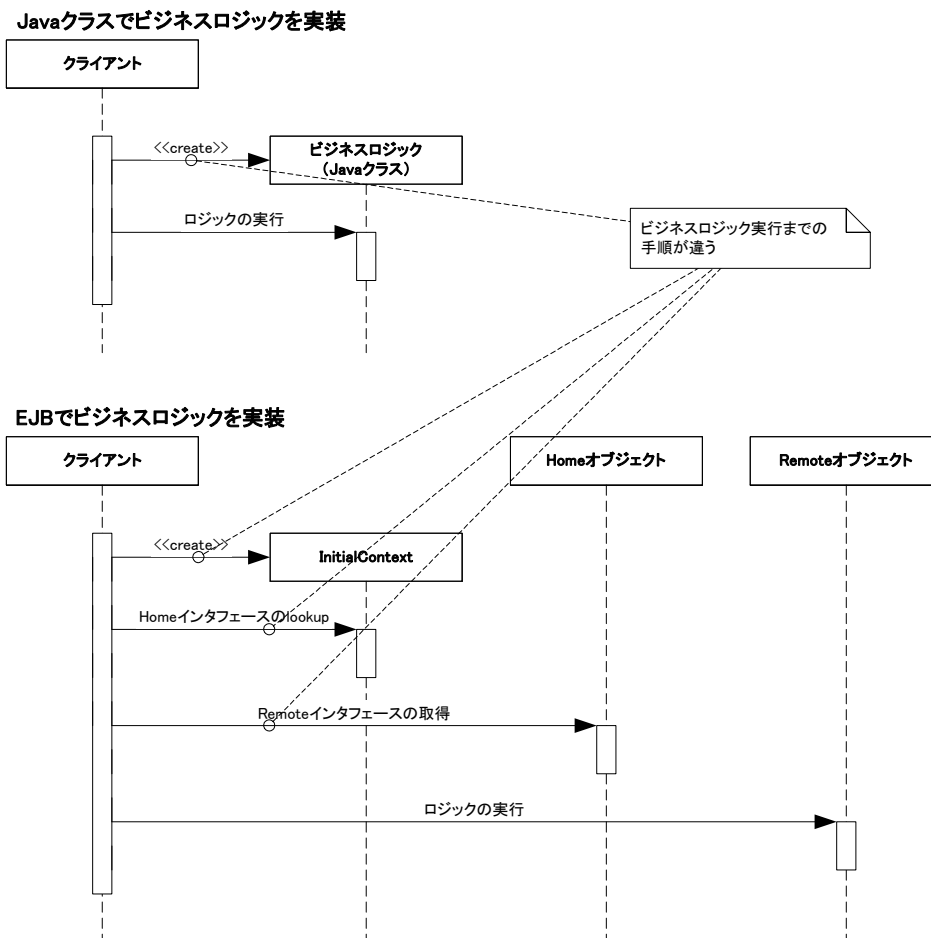 Javaクラスでビジネスロジックを実装
クライアント
<<create>>
ビジネスロジック
(Javaクラス)
ロジックの実行
ビジネスロジック実行までの
手順が違う
EJBでビジネスロジックを実装
クライアント
Homeオブジェクト
Remoteオブジェクト
<<create>>
InitialContext
Homeインタフェースのlookup
Remoteインタフェースの取得
ロジックの実行